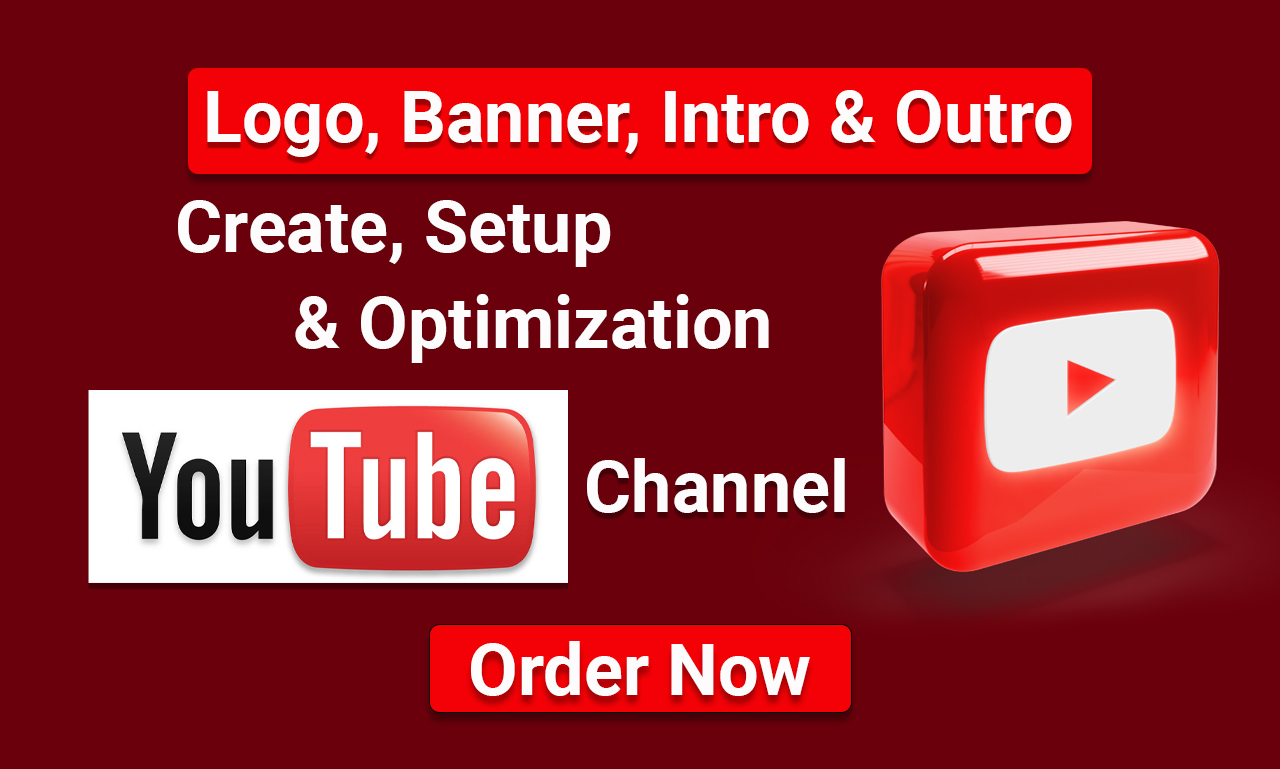 Logo, Banner, Intro & Outro
Create, Setup
& Optimization
YouTube Channel
Order Now